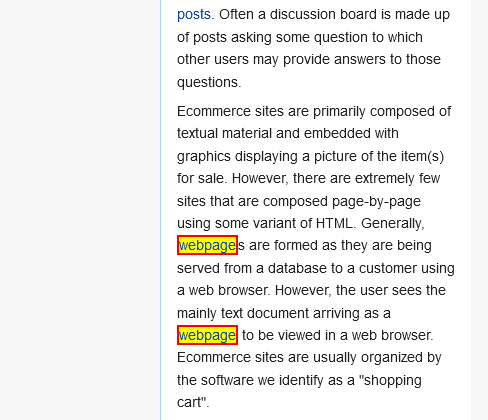 posts. Often a discussion board is made up
of posts asking some question to which
other users may provide answers to those
questions.
Ecommerce sites are primarily composed of
textual material and embedded with
graphics displaying a picture of the item(s)
for sale. However, there are extremely few
sites that are composed page-by-page
using some variant of HTML. Generally,
webpages are formed as they are being
served from a database to a customer using
a web browser. However, the user sees the
mainly text document arriving as a
webpage to be viewed in a web browser.
Ecommerce sites are usually organized by
the software we identify as a "shopping
cart".